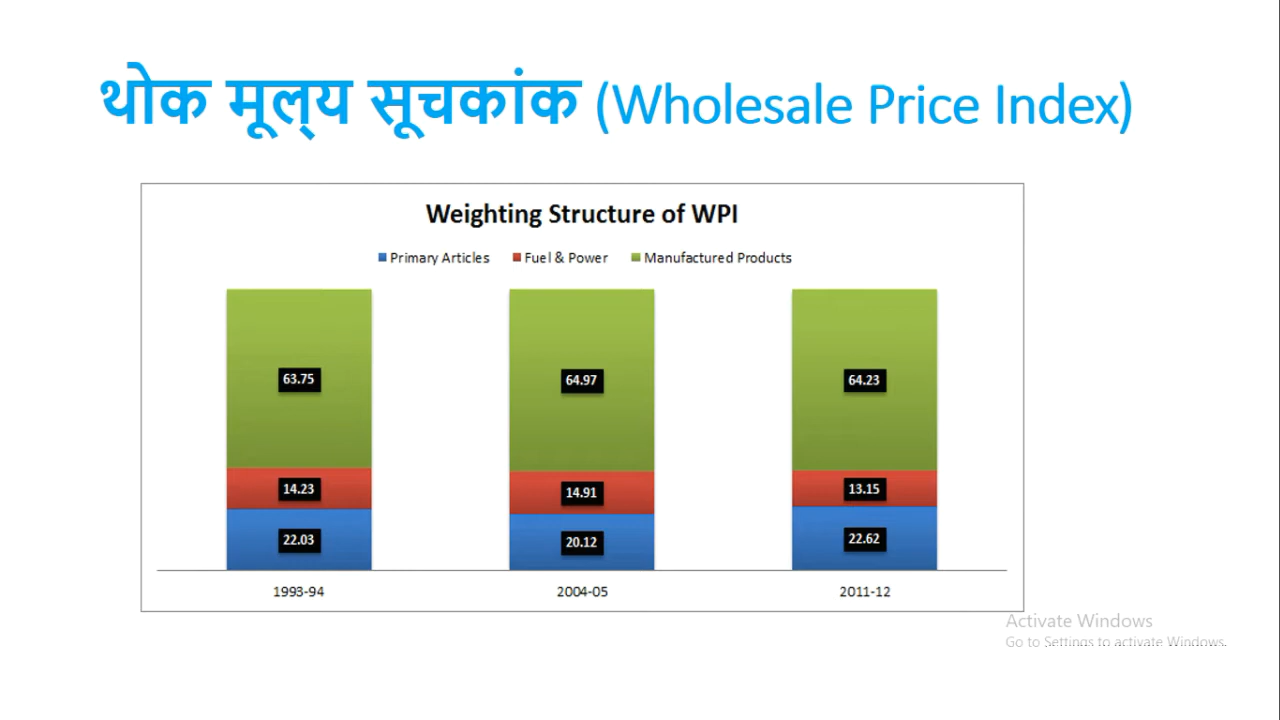 थोक मूल्य सूचकांक (Wholesale Price Index)
Weighting Structure of WPI
Primary Articles Fuel & Power Manufactured Products
63.75 64.97 64.23
14.23 14.91 13.15
22.03 20.12 22.62
1993-94 2004-05 2011-12
Activate Windows
Go to Settings to activate Windows.